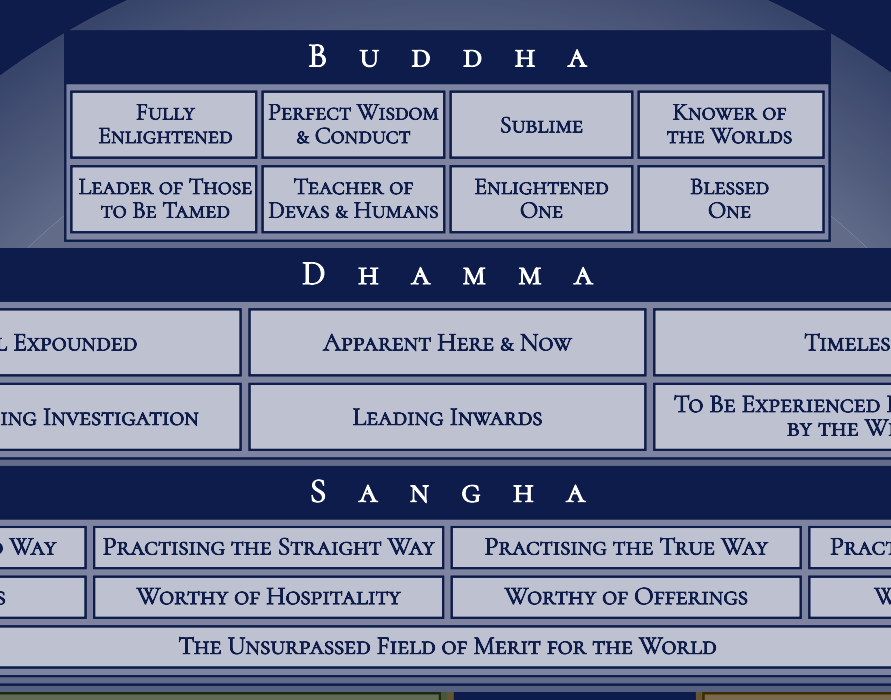 BUDDHA
FULLY
ENLIGHTENED
PERFECT WISDOM
& CONDUCT
SUBLIME
KNOWER OF
THE WORLDS
LEADER OF THOSE
TO BE TAMED
TEACHER OF
DEVAS & HUMANS
ENLIGHTENED
ONE
BLESSED
ONE
DHAMMA
EXPOUNDED
APPARENT HERE & NOW
INVESTIGATION
LEADING INWARDS
TO BE EXPERIENCED
BY THE
SANGHA
WAY
PRACTISING THE STRAIGHT WAY
PRACTISING THE TRUE WAY
WORTHY OF HOSPITALITY
WORTHY OF OFFERINGS
THE UNSURPASSED FIELD OF MERIT FOR THE WORLD